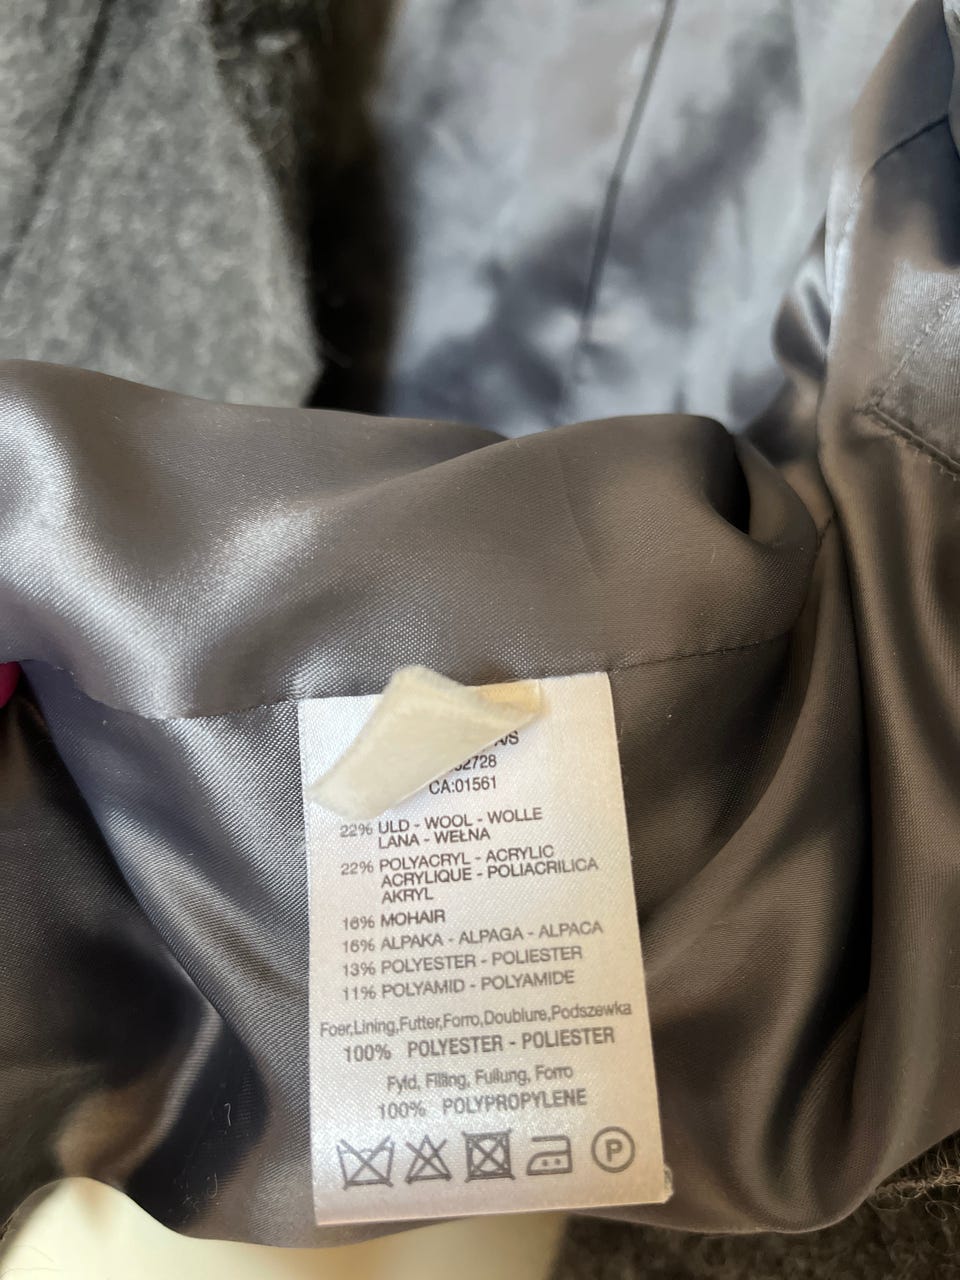 A/S
2728
CA:01561
22% ULD - WOOL - WOLLE
LANA - WEŁNA
22% POLYACRYL - ACRYLIC
ACRYLIQUE - POLIACRILICA
AKRYL
16% MOHAIR
16% ALPAKA - ALPAGA - ALPACA
13% POLYESTER - POLIESTER
11% POLYAMID - POLYAMIDE
Foer,Lining,Futter,Forro,Doublure,Podszewka
100% POLYESTER - POLIESTER
Fyld, Filling, Fullung, Forro
100% POLYPROPYLENE
P